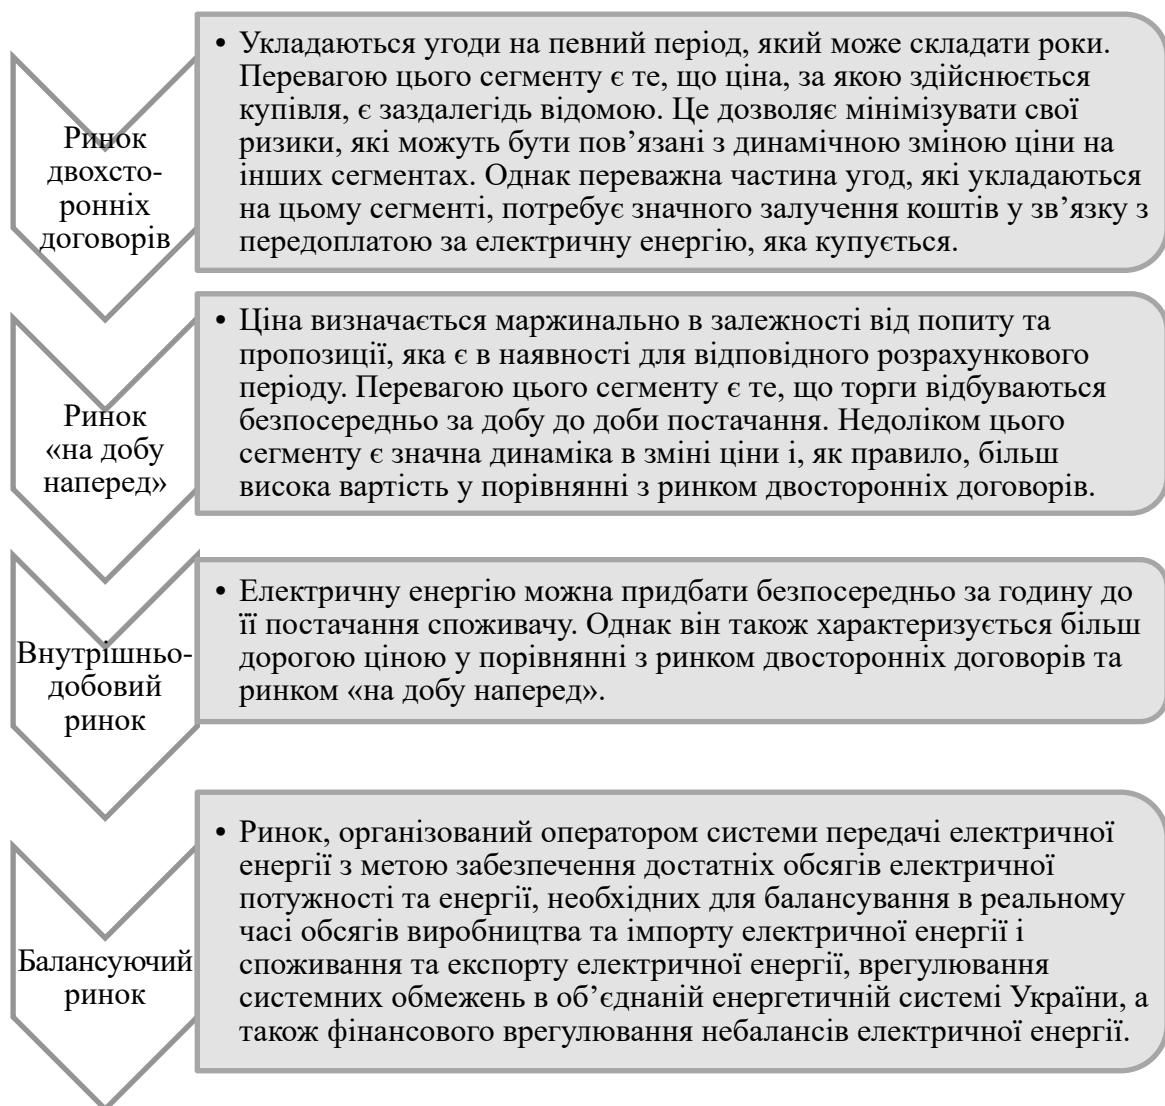 Ринок
двохсто-
ронніх
договорів
• Укладаються угоди на певний період, який може складати роки.
Перевагою цього сегменту є те, що ціна, за якою здійснюється
купівля, є заздалегідь відомою. Це дозволяє мінімізувати свої
ризики, які можуть бути пов’язані з динамічною зміною ціни на
інших сегментах. Однак переважна частина угод, які укладаються
на цьому сегменті, потребує значного залучення коштів у зв’язку з
передоплатою за електричну енергію, яка купується.
Ринок
«на добу
наперед»
• Ціна визначається маржинально в залежності від попиту та
пропозиції, яка є в наявності для відповідного розрахункового
періоду. Перевагою цього сегменту є те, що торги відбуваються
безпосередньо за добу до доби постачання. Недоліком цього
сегменту є значна динаміка в зміні ціни і, як правило, більш
висока вартість у порівнянні з ринком двосторонніх договорів.
Внутрішньо-
добовий
ринок
• Електричну енергію можна придбати безпосередньо за годину до
її постачання споживачу. Однак він також характеризується більш
дорогою ціною у порівнянні з ринком двосторонніх договорів та
ринком «на добу наперед».
Балансуючий
ринок
• Ринок, організований оператором системи передачі електричної
енергії з метою забезпечення достатніх обсягів електричної
потужності та енергії, необхідних для балансування в реальному
часі обсягів виробництва та імпорту електричної енергії і
споживання та експорту електричної енергії, врегулювання
системних обмежень в об’єднаній енергетичній системі України, а
також фінансового врегулювання небалансів електричної енергії.